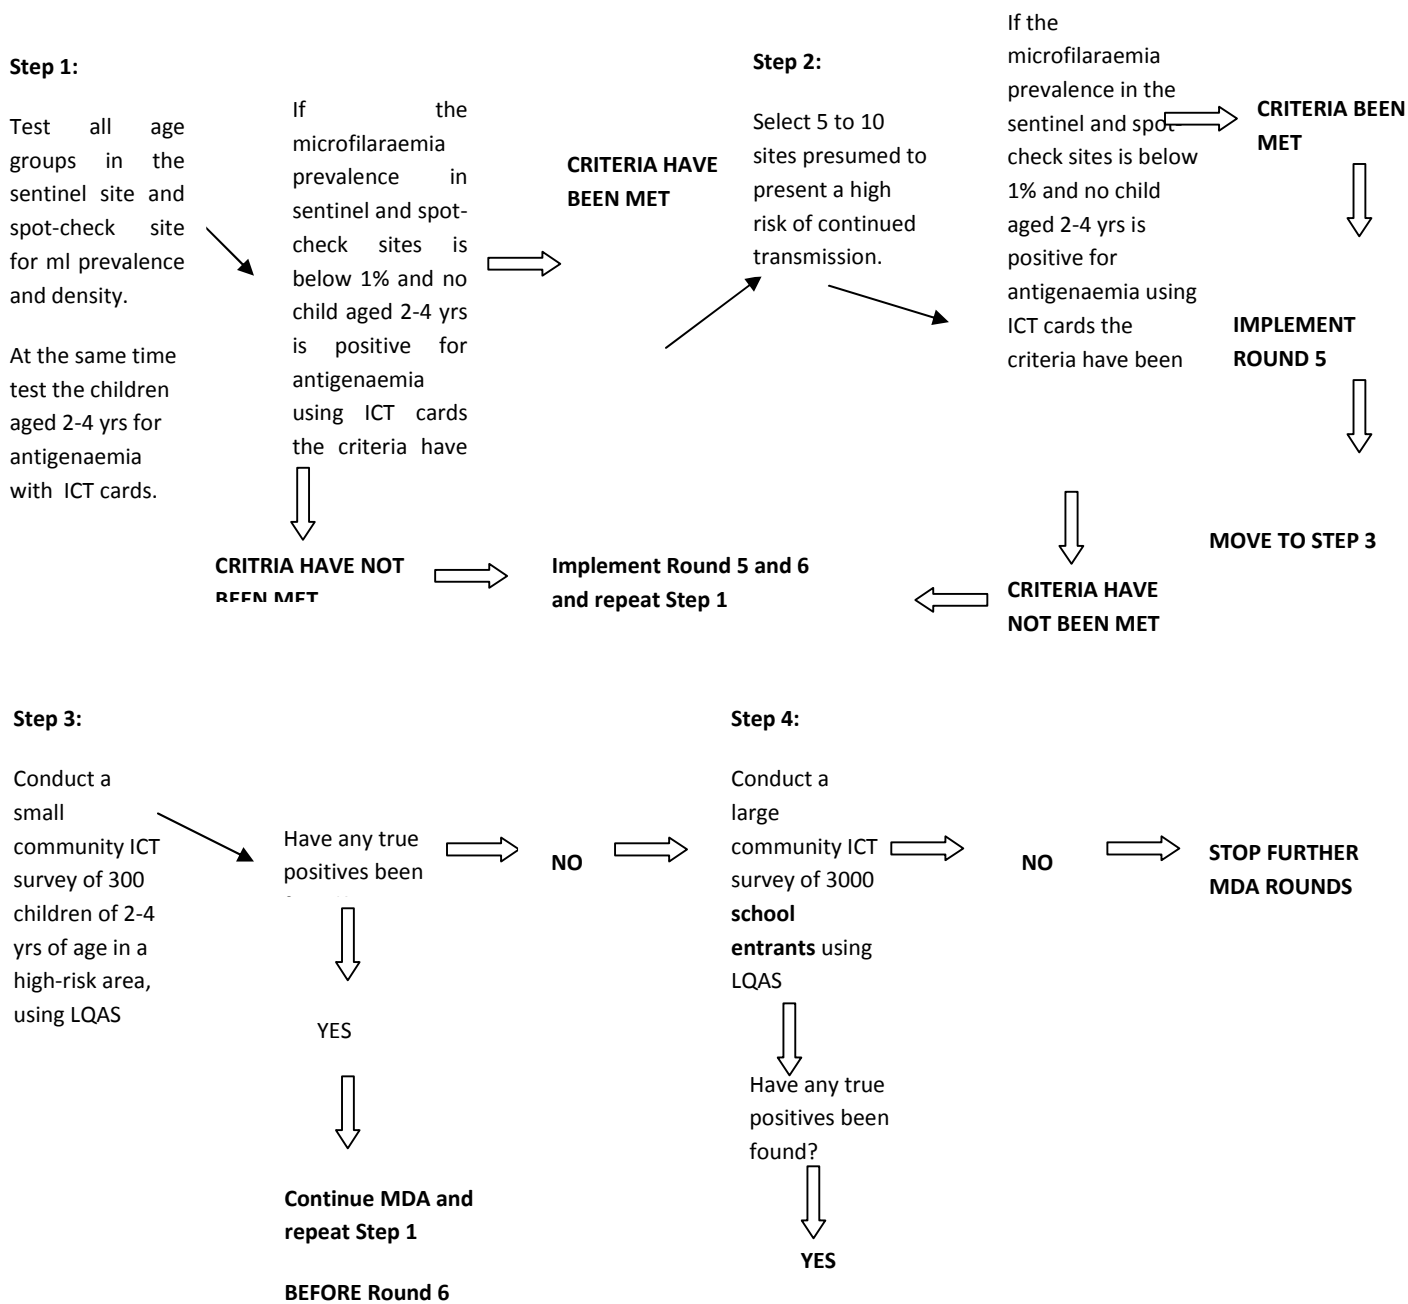 Step 1:
Test all age
groups in the
sentinel site and
spot-check site
for ml prevalence
and density.
At the same time
test the children
aged 2-4 yrs for
antigenaemia
with ICT cards.
If the
microfilaraemia
prevalence in
sentinel and spot-
check sites is
below 1% and no
child aged 2-4 yrs
is positive for
antigenaemia
using ICT cards
the criteria have
CRITERIA HAVE
BEEN MET
CRITRIA HAVE NOT
BEEN MET
Implement Round 5 and 6
and repeat Step 1
Step 2:
Select 5 to 10
sites presumed to
present a high
risk of continued
transmission.
If the
microfilaraemia
prevalence in the
sentinel and spot-
check sites is below
1% and no child
aged 2-4 yrs is
positive for
antigenaemia using
ICT cards the
criteria have been
CRITERIA BEEN
MET
IMPLEMENT
ROUND 5
MOVE TO STEP 3
CRITERIA HAVE
NOT BEEN MET
Step 3:
Conduct a
small
community ICT
survey of 300
children of 2-4
yrs of age in a
high-risk area,
using LQAS
Have any true
positives been
NO
YES
Continue MDA and
repeat Step 1
BEFORE Round 6
Step 4:
Conduct a
large
community ICT
survey of 3000
school
entrants using
LQAS
NO
STOP FURTHER
MDA ROUNDS
Have any true
positives been
found?
YES